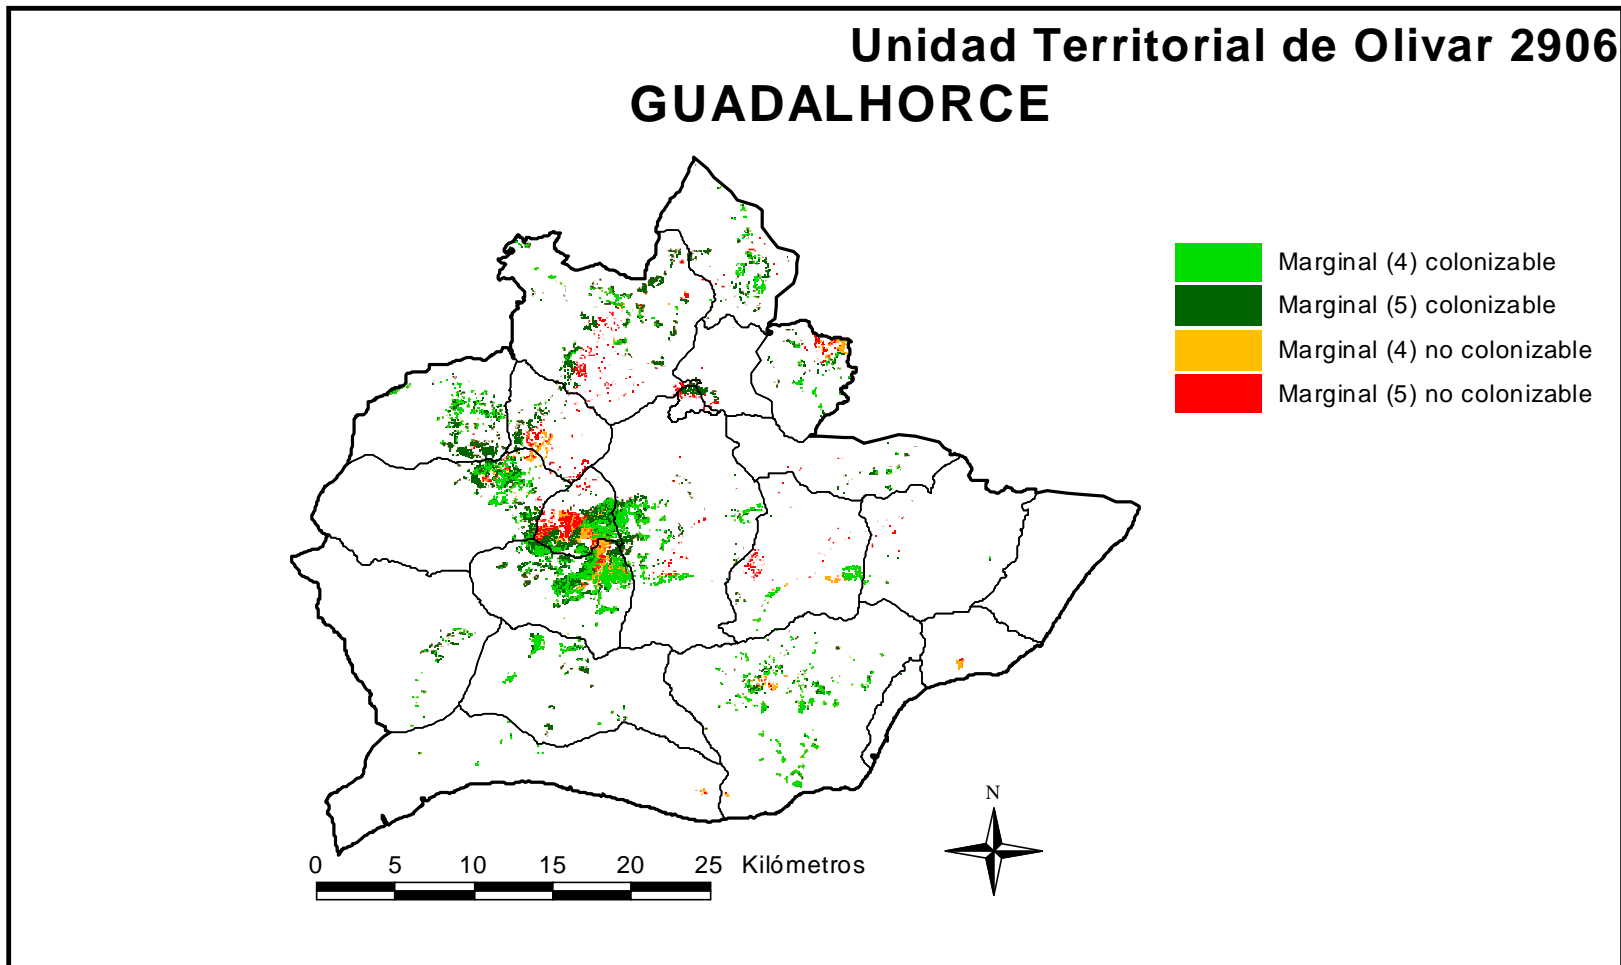 Unidad Territorial de Olivar 2906
GUADALHORCE
Marginal (4) colonizable
Marginal (5) colonizable
Marginal (4) no colonizable
Marginal (5) no colonizable
N
0 5 10 15 20 25 Kilómetros